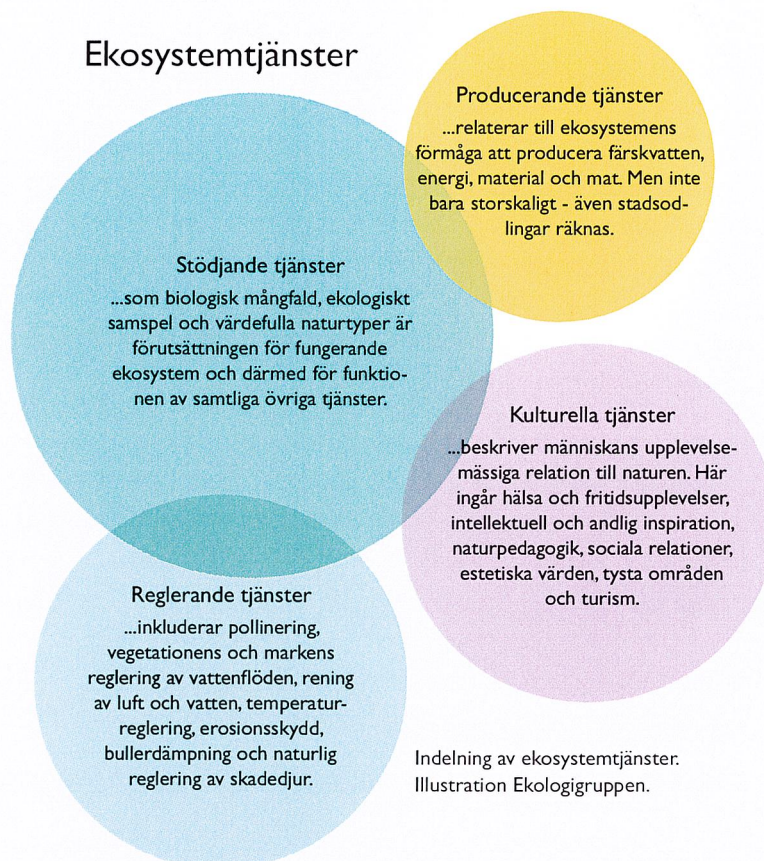 Ekosystemtjänster
Producerande tjänster
...relaterar till ekosystemens
förmåga att producera färskvatten,
energi, material och mat. Men inte
bara storskaligt - även stadsod-
lingar räknas.
Stödjande tjänster
...som biologisk mångfald, ekologiskt
samspel och värdefulla naturtyper är
förutsättningen för fungerande
ekosystem och därmed för funktio-
nen av samtliga övriga tjänster.
Kulturella tjänster
...beskriver människans upplevelse-
mässiga relation till naturen. Här
ingår hälsa och fritidsupplevelser,
intellektuell och andlig inspiration,
naturpedagogik, sociala relationer,
estetiska värden, tysta områden
och turism.
Reglerande tjänster
...inkluderar pollinering,
vegetationens och markens
reglering av vattenflöden, rening
av luft och vatten, temperatur-
reglering, erosionsskydd,
bullerdämpning och naturlig
reglering av skadedjur.
Indelning av ekosystemtjänster.
Illustration Ekologigruppen.